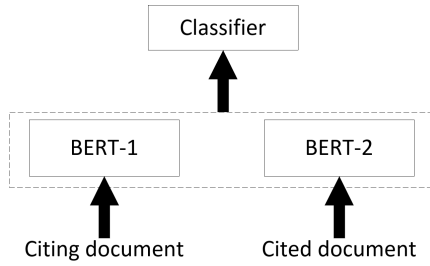 Classifier
BERT-1
BERT-2
Citing document
Cited document